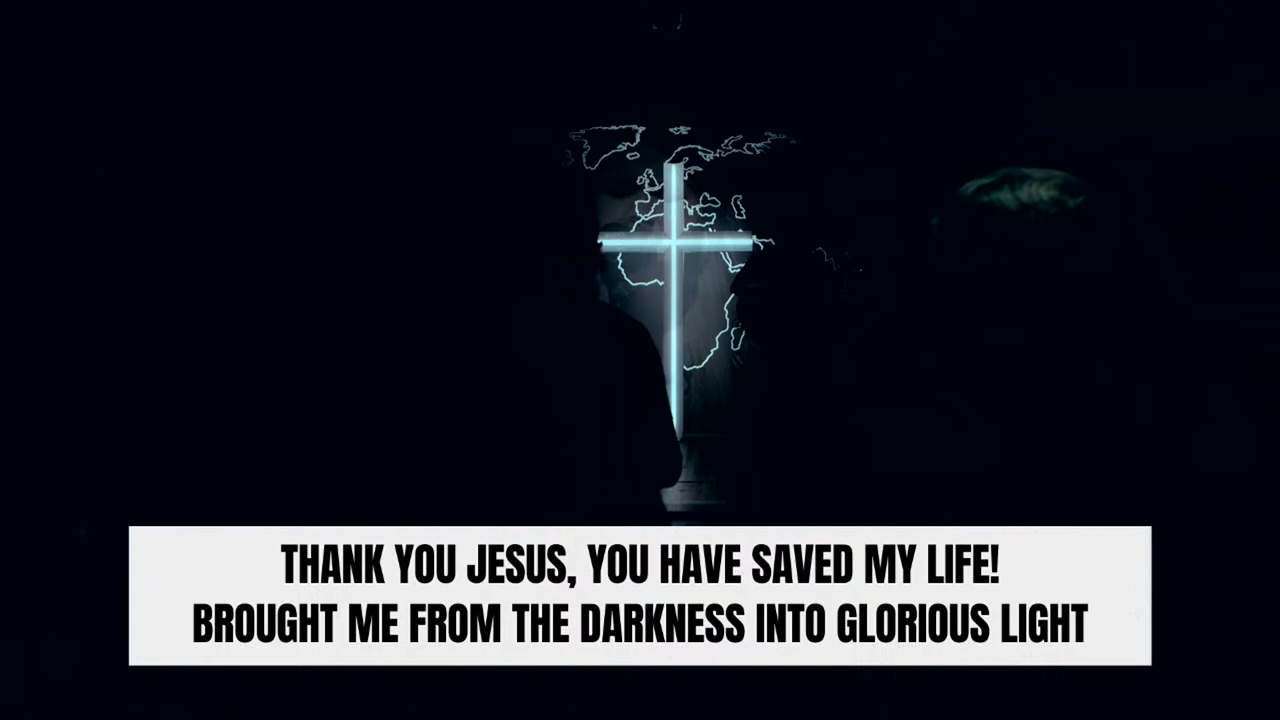 THANK YOU JESUS, YOU HAVE SAVED MY LIFE!
BROUGHT ME FROM THE DARKNESS INTO GLORIOUS LIGHT